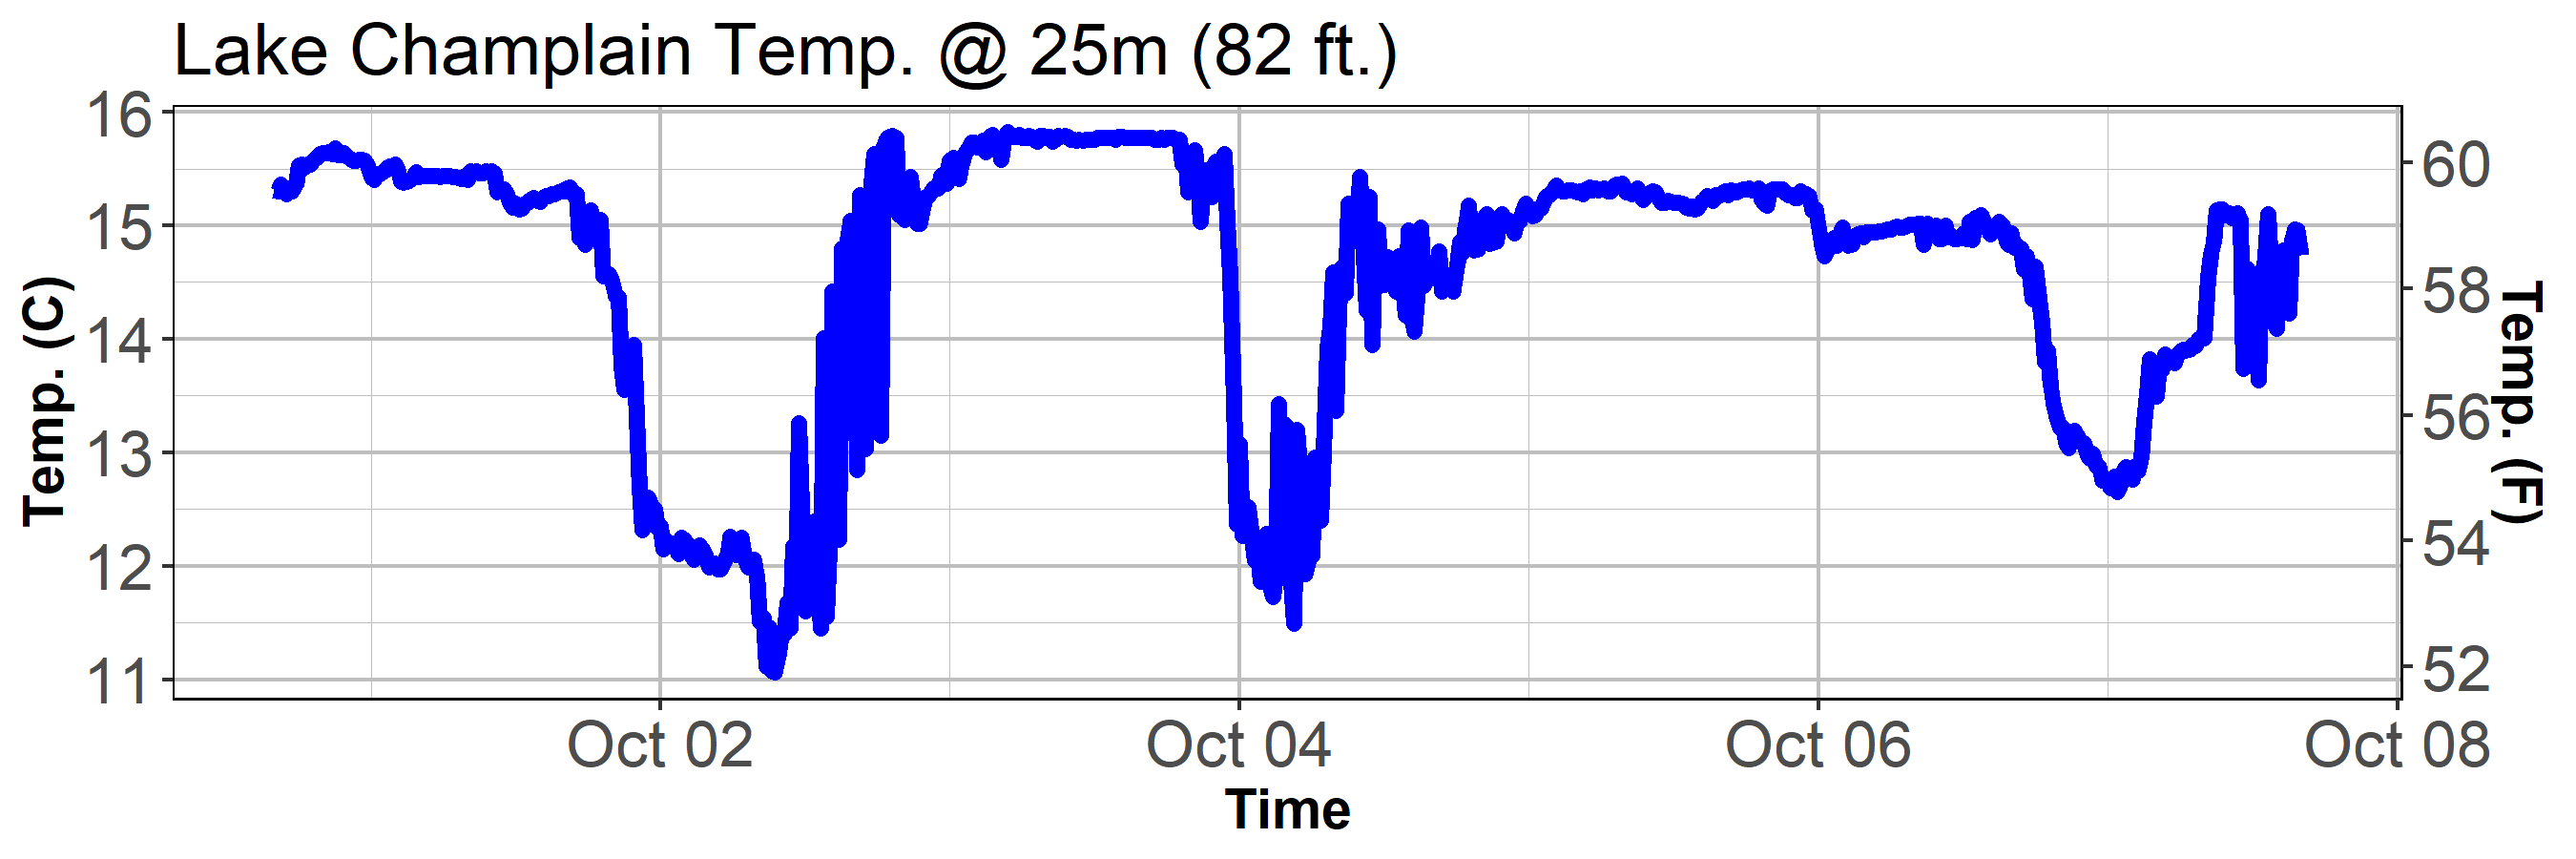 Lake Champlain Temp. @ 25m (82 ft.)
16
15
14
13
12
11
Temp. (C)
60
58
56
54
52
Temp. (F)
Oct 02
Oct 04
Oct 06
Oct 08
Time